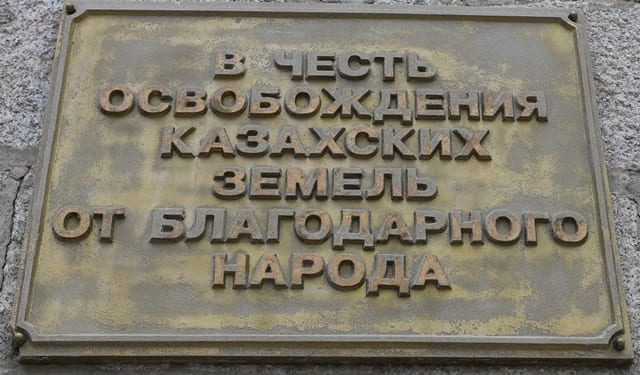 В ЧЕСТЬ
ОСВОБОЖДЕНИЯ
КАЗАХСКИХ
ЗЕМЕЛЬ
ОТ БЛАГОДАРНОГО
НАРОДА